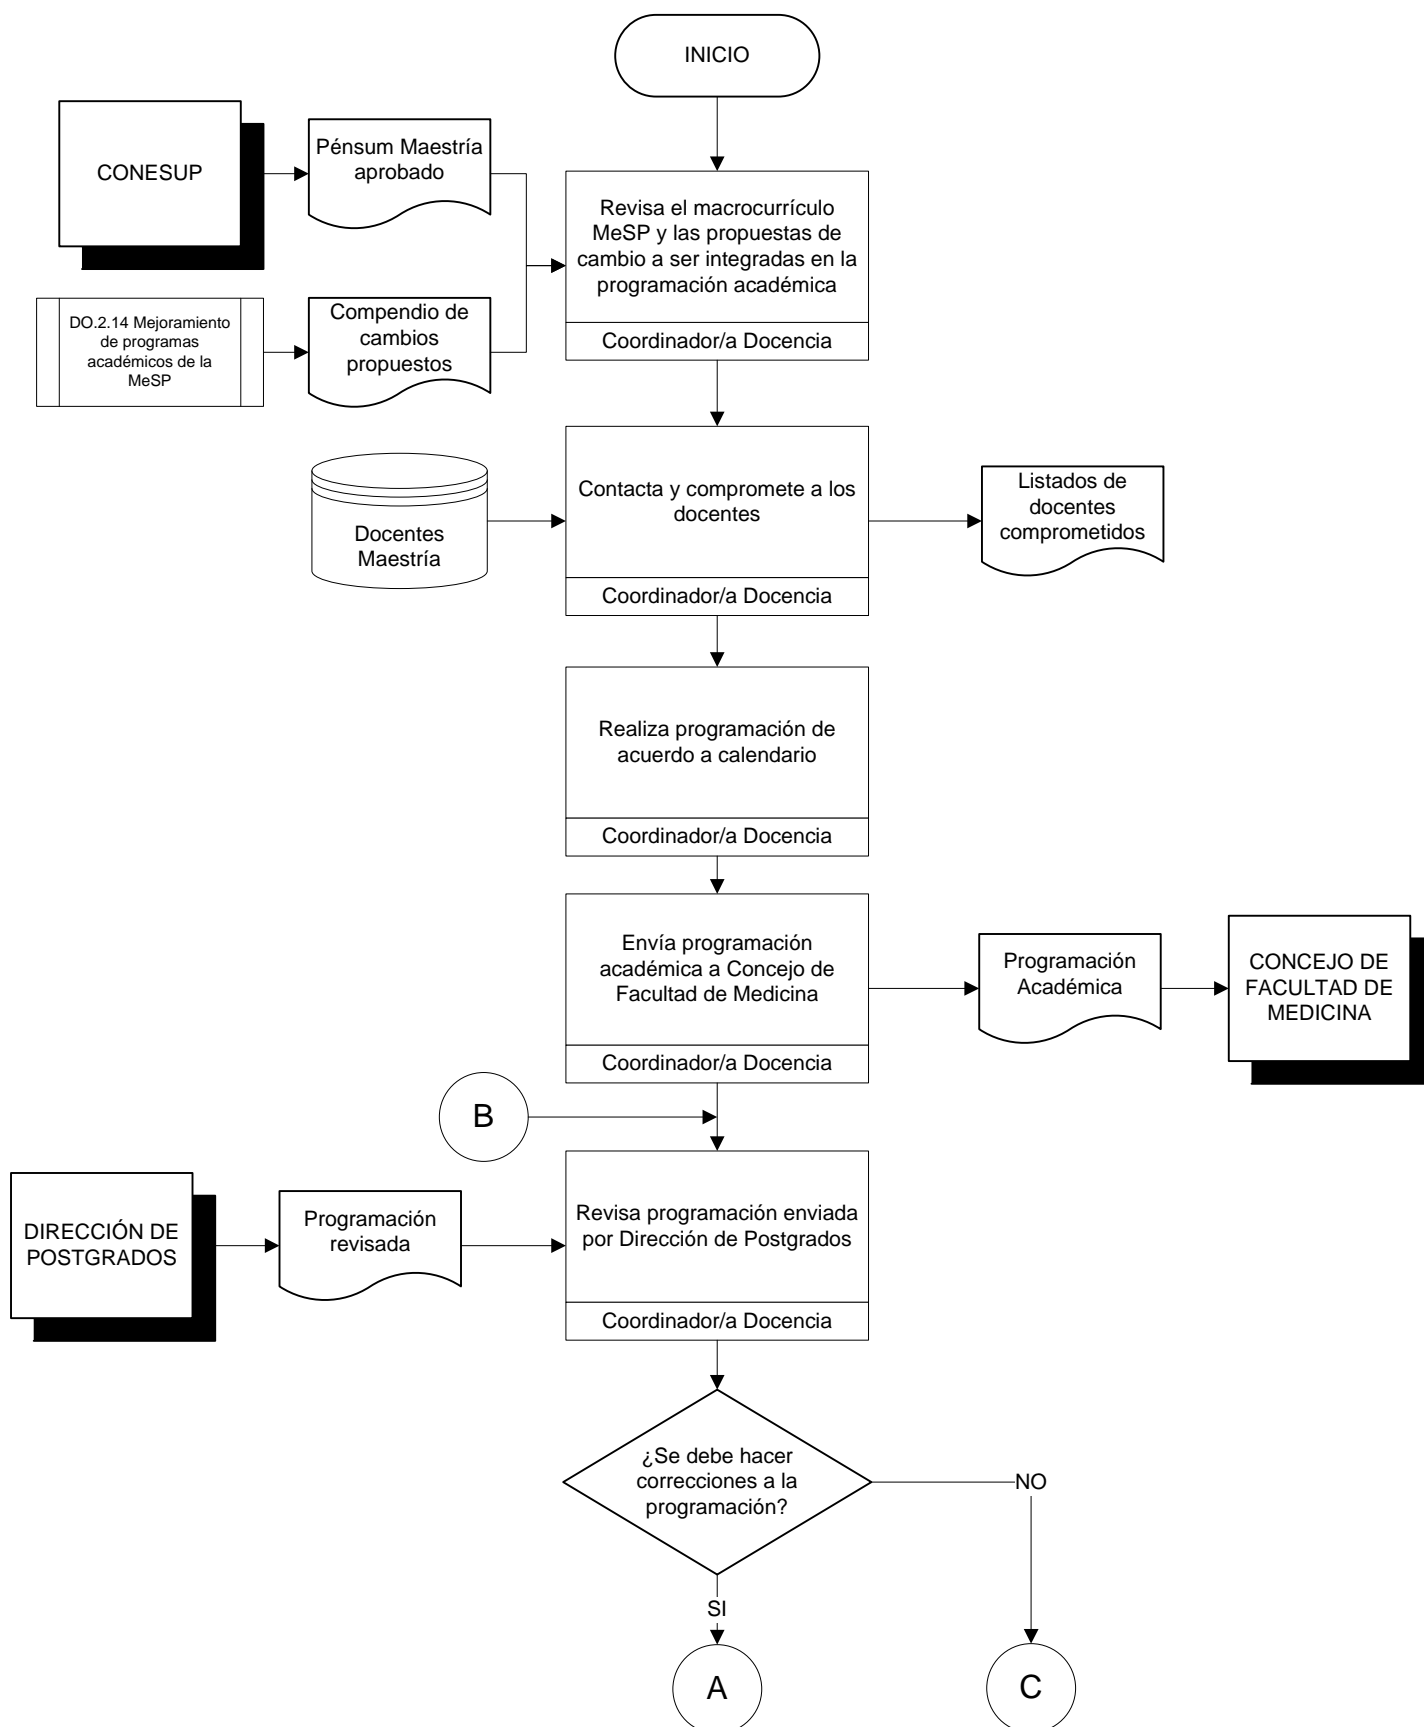 INICIO
CONESUP
Pénsum Maestría
aprobado
Revisa el macrocurrículo
MeSP y las propuestas de
cambio a ser integradas en la
programación académica
Coordinador/a Docencia
DO.2.14 Mejoramiento
de programas
académicos de la
MeSP
Compendio de
cambios
propuestos
Docentes
Maestría
Contacta y compromete a los
docentes
Coordinador/a Docencia
Listados de
docentes
comprometidos
Realiza programación de
acuerdo a calendario
Coordinador/a Docencia
Envía programación
académica a Concejo de
Facultad de Medicina
Coordinador/a Docencia
Programación
Académica
CONCEJO DE
FACULTAD DE
MEDICINA
B
DIRECCIÓN DE
POSTGRADOS
Programación
revisada
Revisa programación enviada
por Dirección de Postgrados
Coordinador/a Docencia
¿Se debe hacer
correcciones a la
programación?
NO
SI
A
C